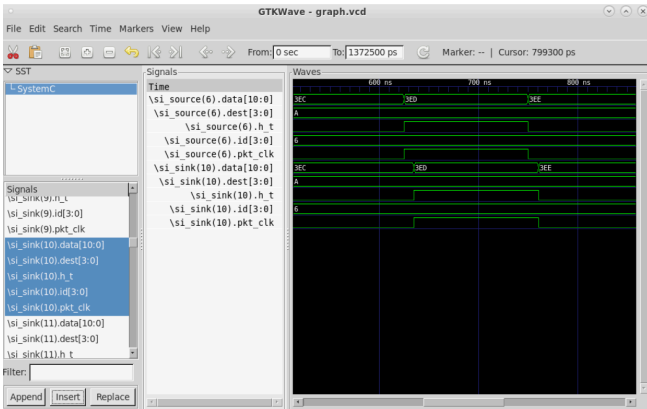 GTKWave - graph.vcd
File Edit Search Time Markers View Help
From: 0 sec To: 1372500 ps Marker: -- | Cursor: 799300 ps
SST
SystemC
Signals
\si_sink(9).h_t
\si_sink(9).id[3:0]
\si_sink(9).pkt_clk
\si_sink(10).data[10:0]
\si_sink(10).dest[3:0]
\si_sink(10).h_t
\si_sink(10).id[3:0]
\si_sink(10).pkt_clk
\si_sink(11).data[10:0]
\si_sink(11).dest[3:0]
\si_sink(11).h_t
Filter:
Append Insert Replace
Signals
Time
\si_source(6).data[10:0]
\si_source(6).dest[3:0]
\si_source(6).h_t
\si_source(6).id[3:0]
\si_source(6).pkt_clk
\si_sink(10).data[10:0]
\si_sink(10).dest[3:0]
\si_sink(10).h_t
\si_sink(10).id[3:0]
\si_sink(10).pkt_clk
Waves
600 ns 700 ns 800 ns
3EC 3ED 3EE
A
6
3EC 3ED 3EE
A
6